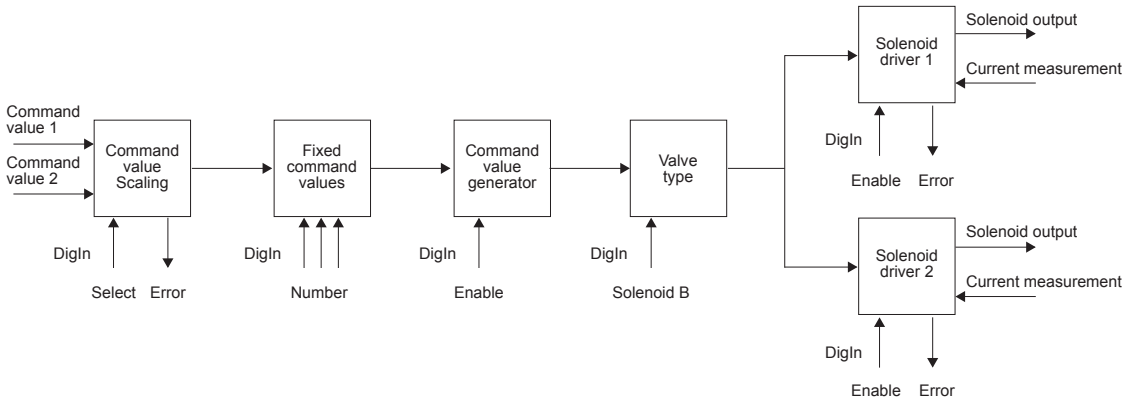 Command
value 1
Command
value 2
Command
value
Scaling
DigIn
Select
Error
Fixed
command
values
DigIn
Number
Command
value
generator
DigIn
Enable
Valve
type
DigIn
Solenoid B
Solenoid
driver 1
Solenoid output
Current measurement
DigIn
Enable
Error
Solenoid
driver 2
Solenoid output
Current measurement
DigIn
Enable
Error